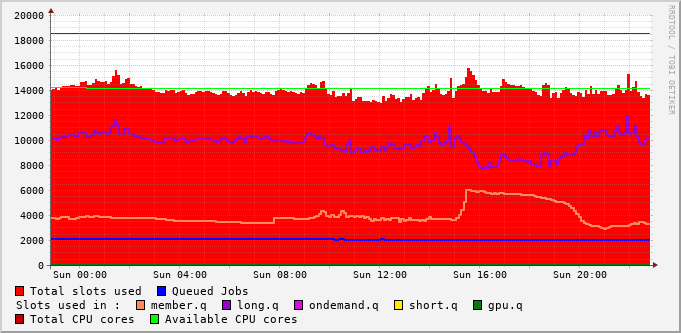 20000
18000
16000
14000
12000
10000
8000
6000
4000
2000
0
Sun 00:00 Sun 04:00 Sun 08:00 Sun 12:00 Sun 16:00 Sun 20:00
RRDTOOL / TOBI OETIKER
Total slots used Queued Jobs
Slots used in : member.q long.q ondemand.q short.q gpu.q
Total CPU cores Available CPU cores